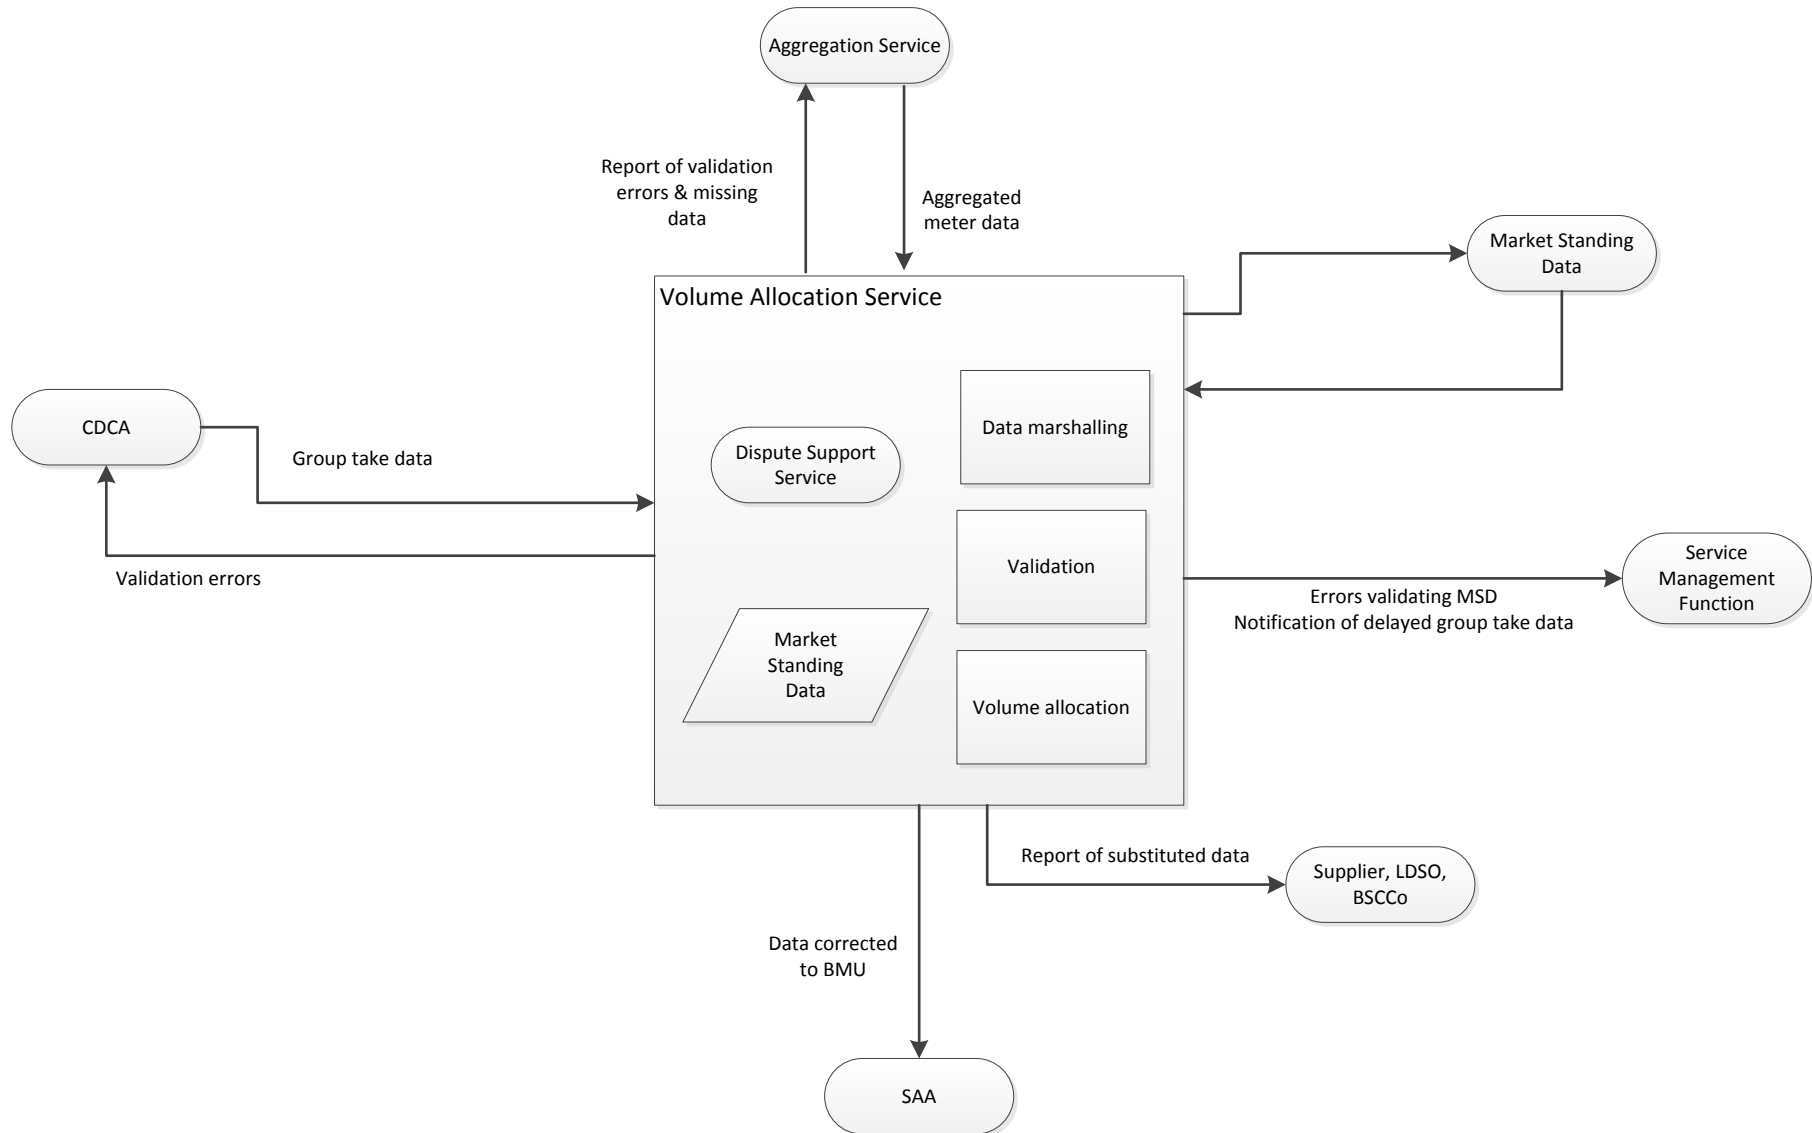 Aggregation Service
Report of validation
errors & missing
data
Aggregated
meter data
Market Standing
Data
Volume Allocation Service
Data marshalling
CDCA
Group take data
Dispute Support
Service
Validation errors
Validation
Service
Management
Function
Errors validating MSD
Notification of delayed group take data
Market
Standing
Data
Volume allocation
Report of substituted data
Supplier, LDSO,
BSCCo
Data corrected
to BMU
SAA